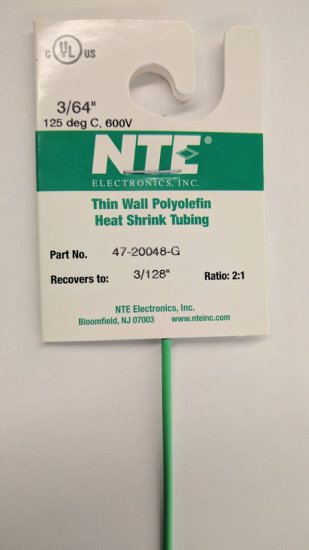 C UL US
3/64"
125 deg C, 600V
NTE®
ELECTRONICS, INC.
Thin Wall Polyolefin
Heat Shrink Tubing
Part No. 47-20048-G
Recovers to: 3/128" Ratio: 2:1
NTE Electronics, Inc.
Bloomfield, NJ 07003 www.nteinc.com